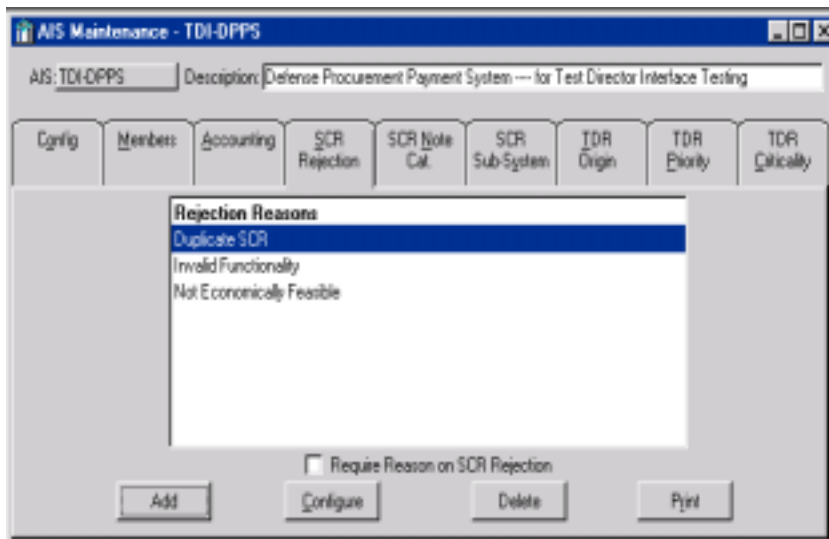 AIS Maintenance - TDI-DPPS
AIS: TDI-DPPS Description: Defense Procurement Payment System --- for Test Director Interface Testing
Config Members Accounting SCR Rejection SCR Note Cat. SCR Sub-System TDR Origin TDR Priority TDR Criticality
Rejection Reasons
Duplicate SCR
Invalid Functionality
Not Economically Feasible
Require Reason on SCR Rejection
Add Configure Delete Print